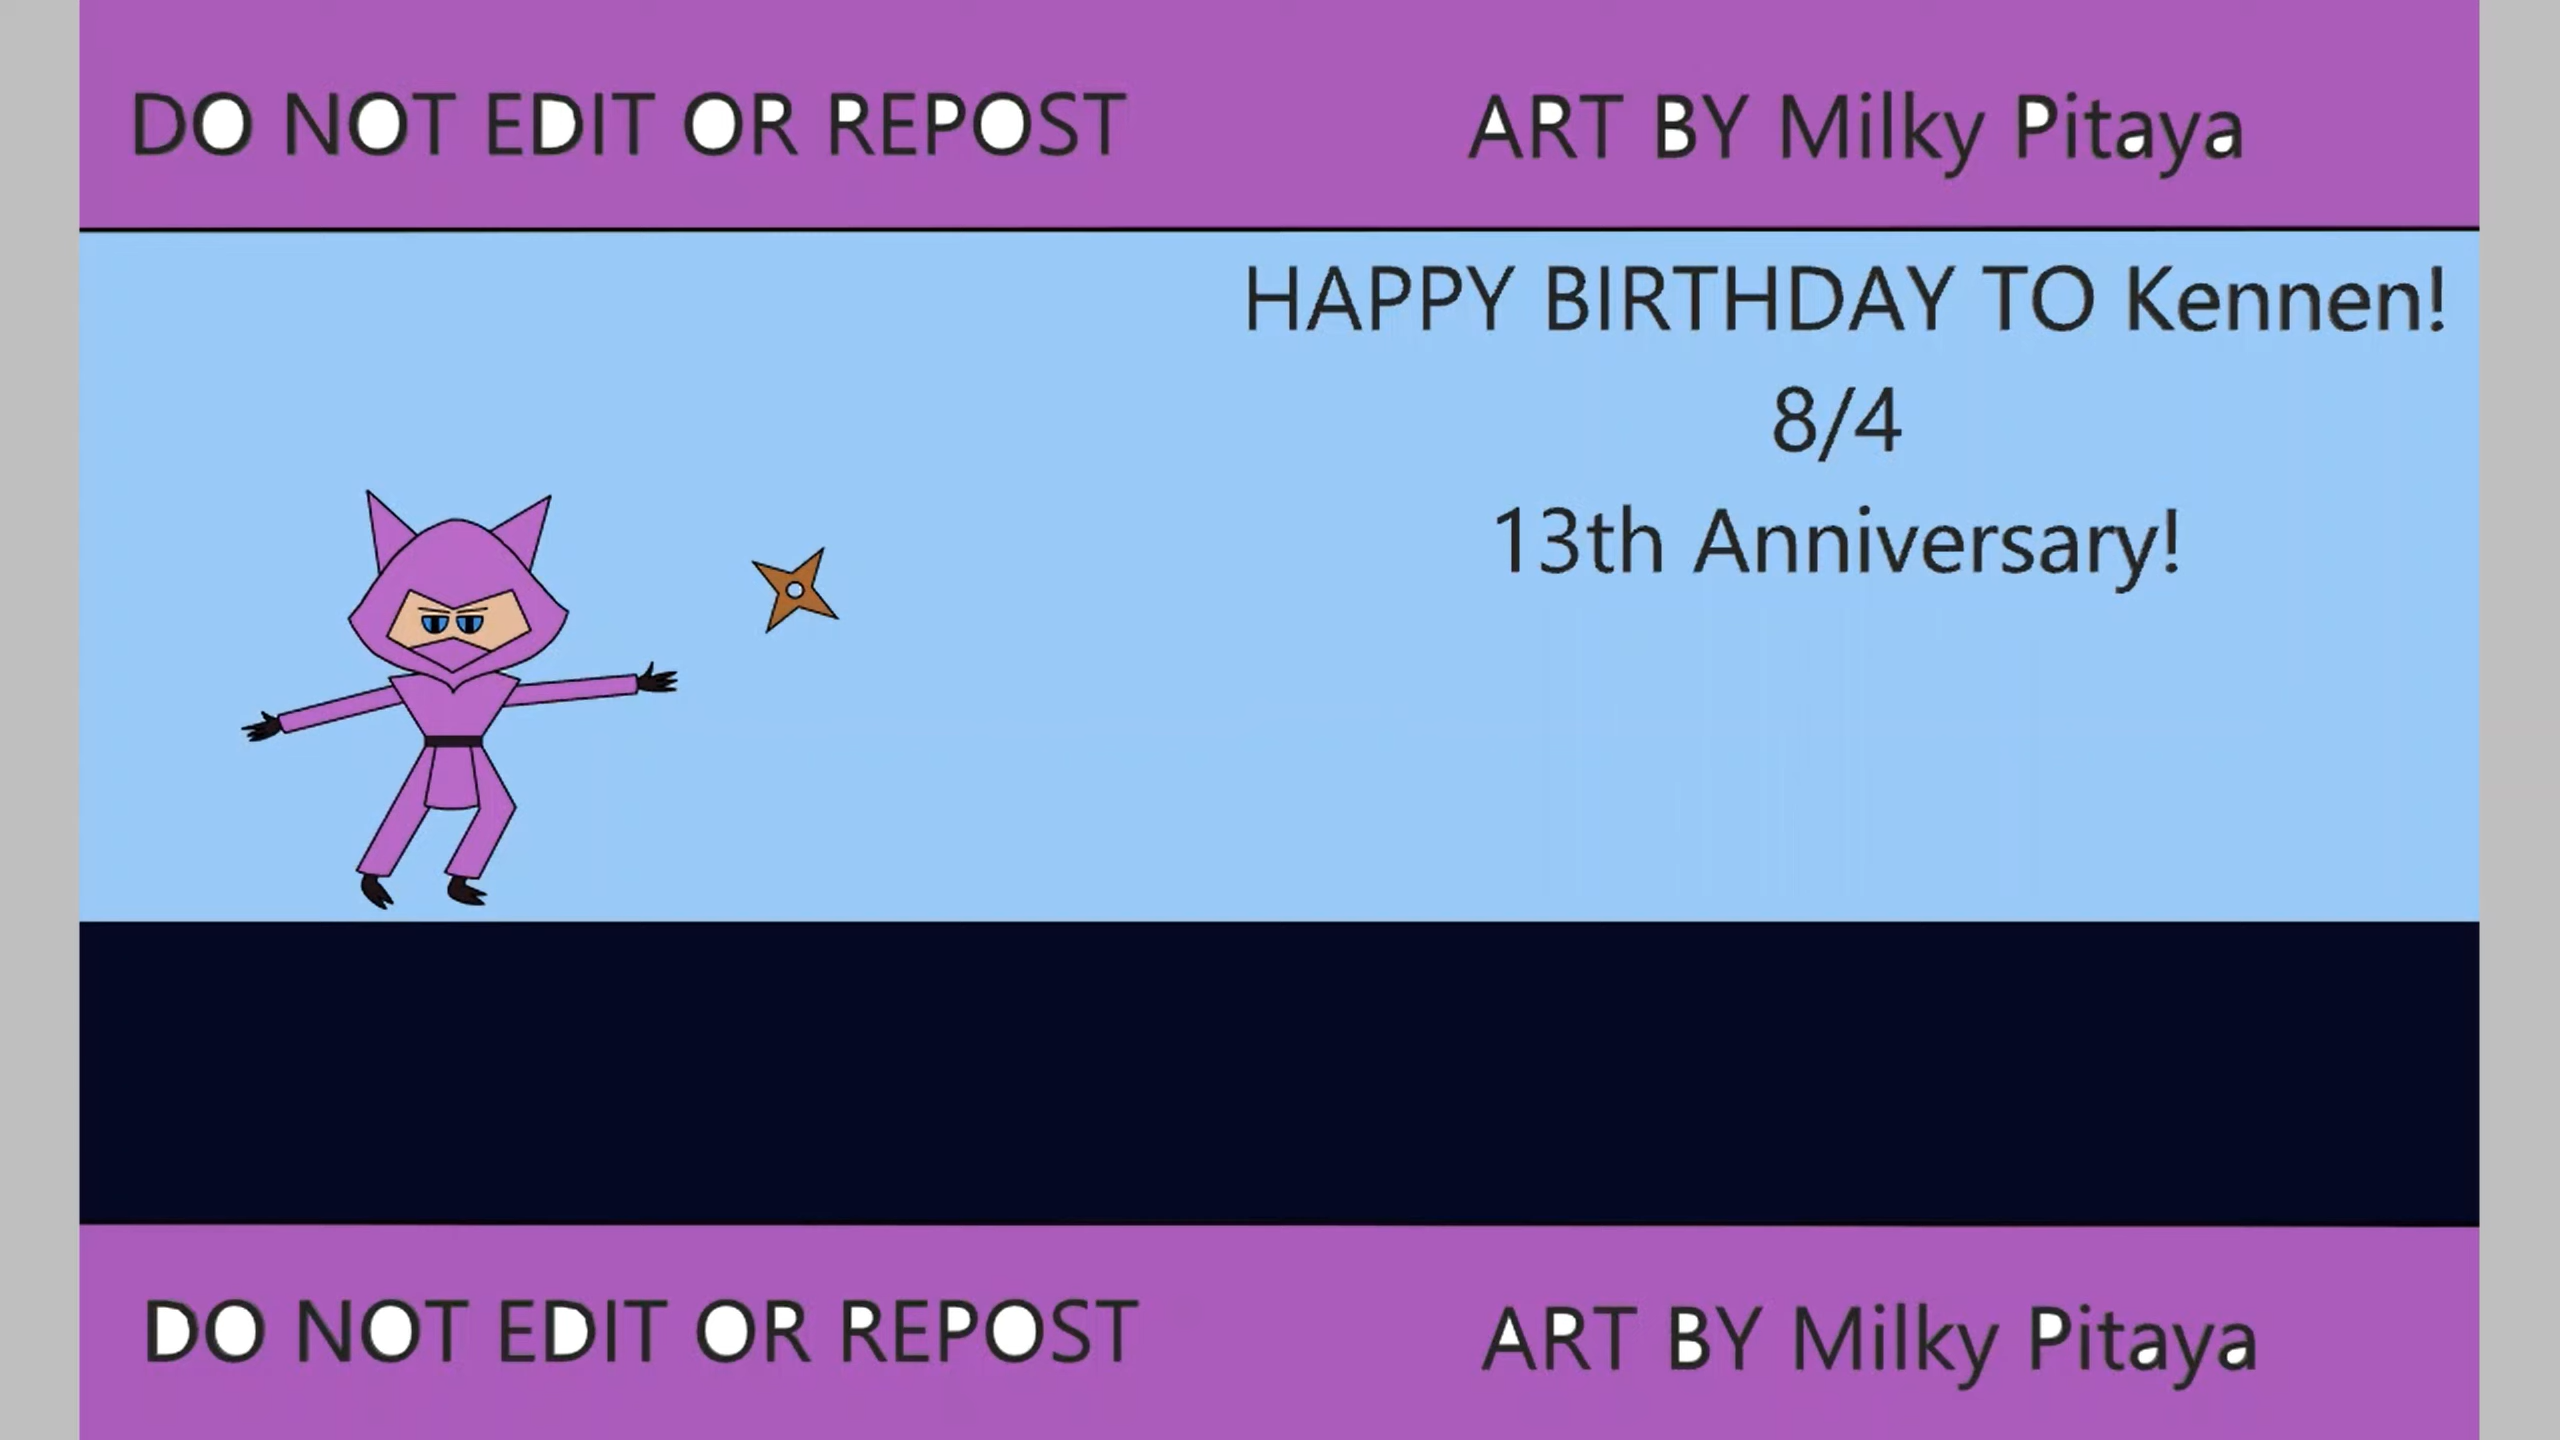 DO NOT EDIT OR REPOST
ART BY Milky Pitaya
HAPPY BIRTHDAY TO Kennen!
8/4
13th Anniversary!
DO NOT EDIT OR REPOST
ART BY Milky Pitaya